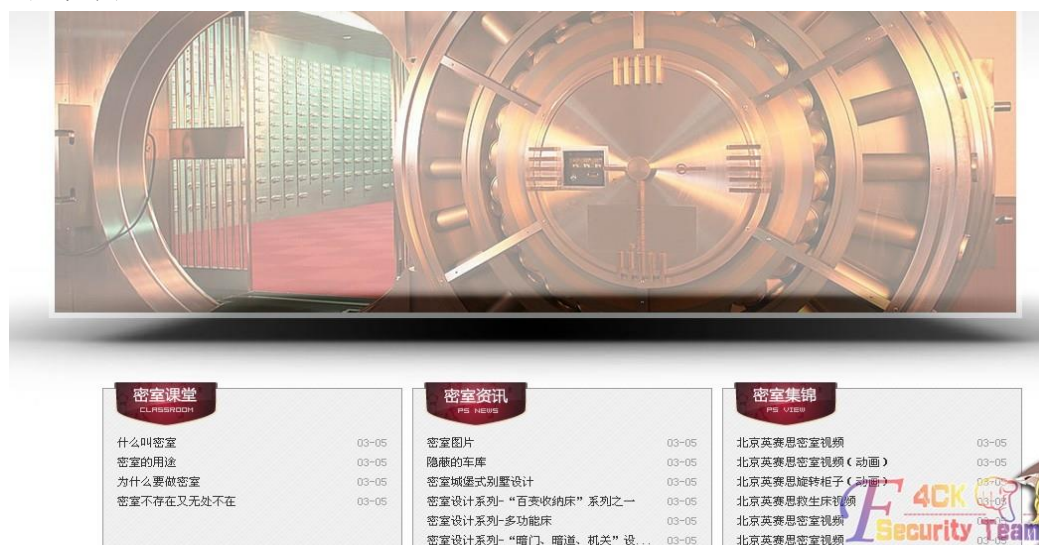 密室课堂
CLASSROOM
什么叫密室 03-05
密室的用途 03-05
为什么要做密室 03-05
密室不存在又无处不在 03-05
密室资讯
PS NEWS
密室图片 03-05
隐蔽的车库 03-05
密室城堡式别墅设计 03-05
密室设计系列-“百变收纳床”系列之一 03-05
密室设计系列-多功能床 03-05
密室设计系列-“暗门、暗道、机关”设... 03-05
密室集锦
PS VIEW
北京英赛思密室视频 03-05
北京英赛思密室视频(动画) 03-05
北京英赛思旋转柜子(动画) 03-05
北京英赛思救生床视频
北京英赛思密室视频
北京英赛思密室视频
F4CK
Security Team